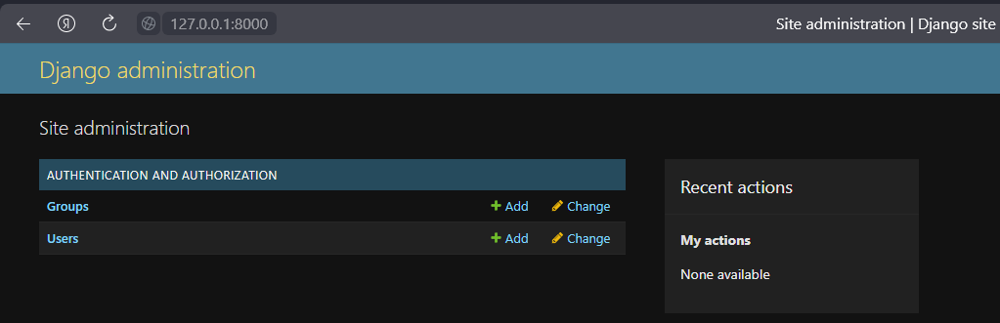 Я
127.0.0.1:8000
Site administration | Django site
Django administration
Site administration
AUTHENTICATION AND AUTHORIZATION
Groups Add Change
Users Add Change
Recent actions
My actions
None available